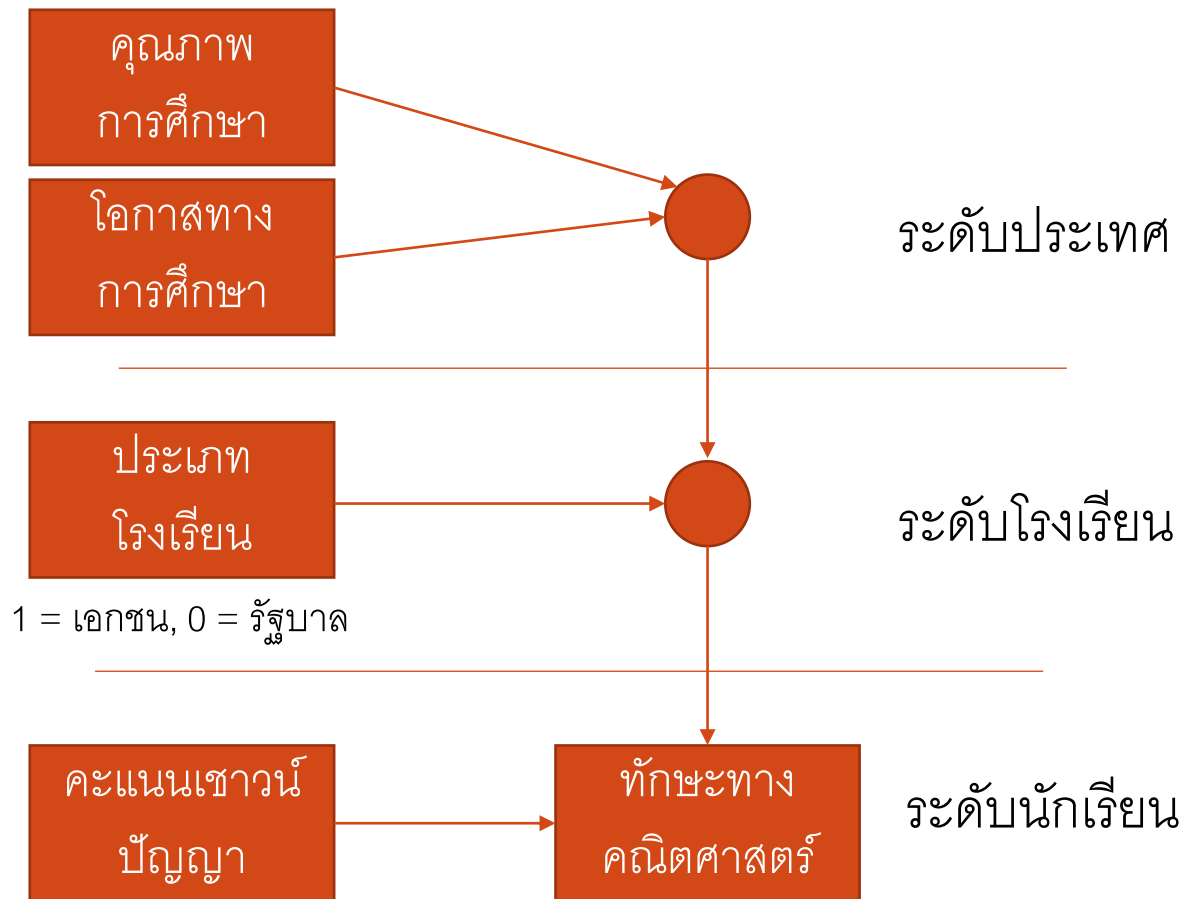 คุณภาพ
การศึกษา
โอกาสทาง
การศึกษา
ระดับประเทศ
ประเภท
โรงเรียน
ระดับโรงเรียน
1 = เอกชน, 0 = รัฐบาล
คะแนนเชาวน์
ปัญญา
ทักษะทาง
คณิตศาสตร์
ระดับนักเรียน